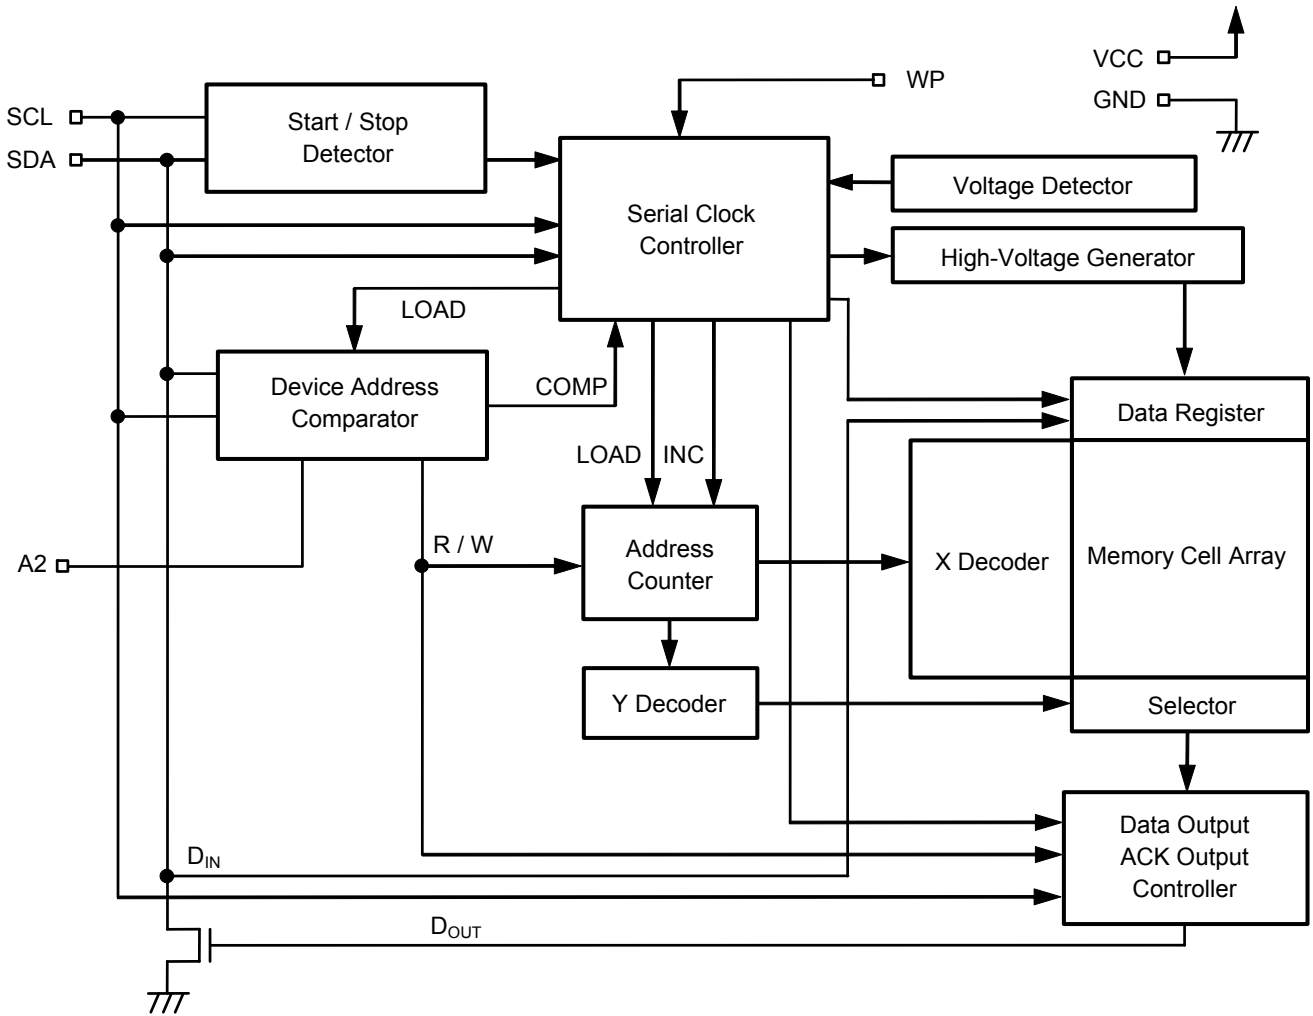 VCC
WP
GND
SCL
Start / Stop
Detector
SDA
Voltage Detector
Serial Clock
Controller
High-Voltage Generator
LOAD
Device Address
Comparator
COMP
Data Register
LOAD
INC
R / W
A2
Address
Counter
X Decoder
Memory Cell Array
Y Decoder
Selector
Data Output
ACK Output
Controller
DIN
DOUT